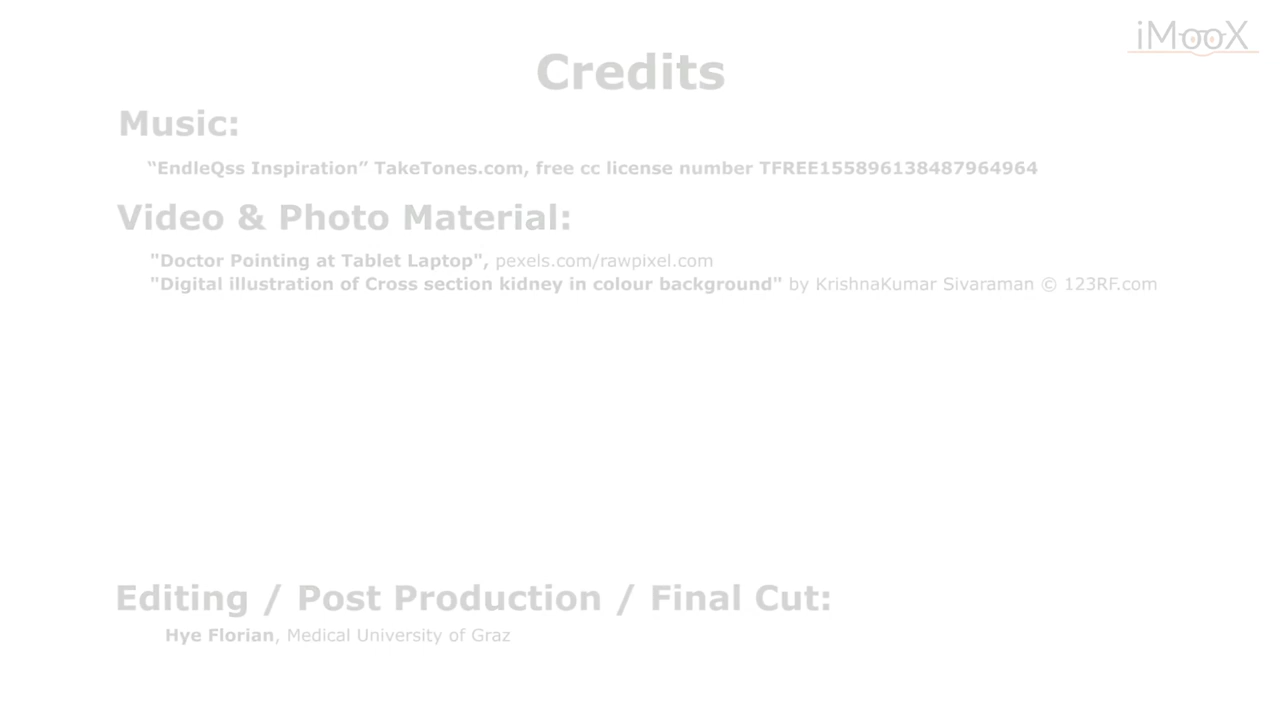 iMooX
Credits
Music:
“EndleQss Inspiration” TakeTones.com, free cc license number TFREE155896138487964964
Video & Photo Material:
"Doctor Pointing at Tablet Laptop", pexels.com/rawpixel.com
"Digital illustration of Cross section kidney in colour background" by KrishnaKumar Sivaraman © 123RF.com
Editing / Post Production / Final Cut:
Hye Florian, Medical University of Graz